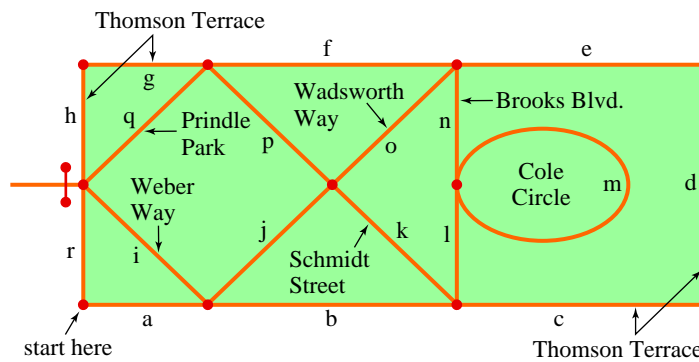 Thomson Terrace
f
e
g
h
q
Prindle
Park
p
Wadsworth
Way
o
n
Brooks Blvd.
Weber
Way
Cole
Circle
m
d
r
i
j
Schmidt
Street
k
l
a
b
c
start here
Thomson Terrace